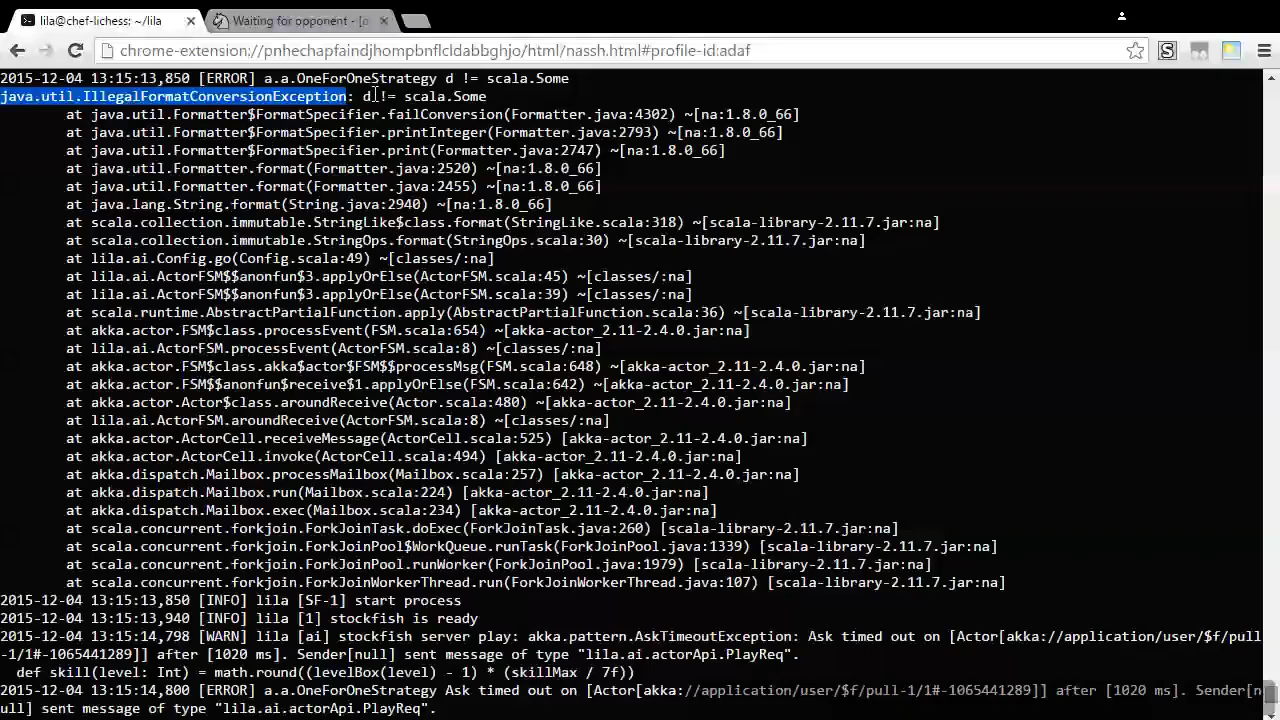 lila@chef-lichess: ~/lila
Waiting for opponent - [
chrome-extension://pnhechapfaindjhompbnflcldabbghjo/html/nassh.html#profile-id:adaf
2015-12-04 13:15:13,850 [ERROR] a.a.OneForOneStrategy d != scala.Some
java.util.IllegalFormatConversionException: d != scala.Some
at java.util.Formatter$FormatSpecifier.failConversion(Formatter.java:4302) ~[na:1.8.0_66]
at java.util.Formatter$FormatSpecifier.printInteger(Formatter.java:2793) ~[na:1.8.0_66]
at java.util.Formatter$FormatSpecifier.print(Formatter.java:2747) ~[na:1.8.0_66]
at java.util.Formatter.format(Formatter.java:2520) ~[na:1.8.0_66]
at java.util.Formatter.format(Formatter.java:2455) ~[na:1.8.0_66]
at java.lang.String.format(String.java:2940) ~[na:1.8.0_66]
at scala.collection.immutable.StringLike$class.format(StringLike.scala:318) ~[scala-library-2.11.7.jar:na]
at scala.collection.immutable.StringOps.format(StringOps.scala:30) ~[scala-library-2.11.7.jar:na]
at lila.ai.Config.go(Config.scala:49) ~[classes/:na]
at lila.ai.ActorFSM$$anonfun$3.applyOrElse(ActorFSM.scala:45) ~[classes/:na]
at lila.ai.ActorFSM$$anonfun$3.applyOrElse(ActorFSM.scala:39) ~[classes/:na]
at scala.runtime.AbstractPartialFunction.apply(AbstractPartialFunction.scala:36) ~[scala-library-2.11.7.jar:na]
at akka.actor.FSM$class.processEvent(FSM.scala:654) ~[akka-actor_2.11-2.4.0.jar:na]
at lila.ai.ActorFSM.processEvent(ActorFSM.scala:8) ~[classes/:na]
at akka.actor.FSM$class.akka$actor$FSM$$processMsg(FSM.scala:648) ~[akka-actor_2.11-2.4.0.jar:na]
at akka.actor.FSM$$anonfun$receive$1.applyOrElse(FSM.scala:642) ~[akka-actor_2.11-2.4.0.jar:na]
at akka.actor.Actor$class.aroundReceive(Actor.scala:480) ~[akka-actor_2.11-2.4.0.jar:na]
at lila.ai.ActorFSM.aroundReceive(ActorFSM.scala:8) ~[classes/:na]
at akka.actor.ActorCell.receiveMessage(ActorCell.scala:525) [akka-actor_2.11-2.4.0.jar:na]
at akka.actor.ActorCell.invoke(ActorCell.scala:494) [akka-actor_2.11-2.4.0.jar:na]
at akka.dispatch.Mailbox.processMailbox(Mailbox.scala:257) [akka-actor_2.11-2.4.0.jar:na]
at akka.dispatch.Mailbox.run(Mailbox.scala:224) [akka-actor_2.11-2.4.0.jar:na]
at akka.dispatch.Mailbox.exec(Mailbox.scala:234) [akka-actor_2.11-2.4.0.jar:na]
at scala.concurrent.forkjoin.ForkJoinTask.doExec(ForkJoinTask.java:260) [scala-library-2.11.7.jar:na]
at scala.concurrent.forkjoin.ForkJoinPool$WorkQueue.runTask(ForkJoinPool.java:1339) [scala-library-2.11.7.jar:na]
at scala.concurrent.forkjoin.ForkJoinPool.runWorker(ForkJoinPool.java:1979) [scala-library-2.11.7.jar:na]
at scala.concurrent.forkjoin.ForkJoinWorkerThread.run(ForkJoinWorkerThread.java:107) [scala-library-2.11.7.jar:na]
2015-12-04 13:15:13,850 [INFO] lila [SF-1] start process
2015-12-04 13:15:13,940 [INFO] lila [1] stockfish is ready
2015-12-04 13:15:14,798 [WARN] lila [ai] stockfish server play: akka.pattern.AskTimeoutException: Ask timed out on [Actor[akka://application/user/$f/pull
-1/1#-1065441289]] after [1020 ms]. Sender[null] sent message of type "lila.ai.actorApi.PlayReq".
def skill(level: Int) = math.round((levelBox(level) - 1) * (skillMax / 7f))
2015-12-04 13:15:14,800 [ERROR] a.a.OneForOneStrategy Ask timed out on [Actor[akka://application/user/$f/pull-1/1#-1065441289]] after [1020 ms]. Sender[n
ull] sent message of type "lila.ai.actorApi.PlayReq".